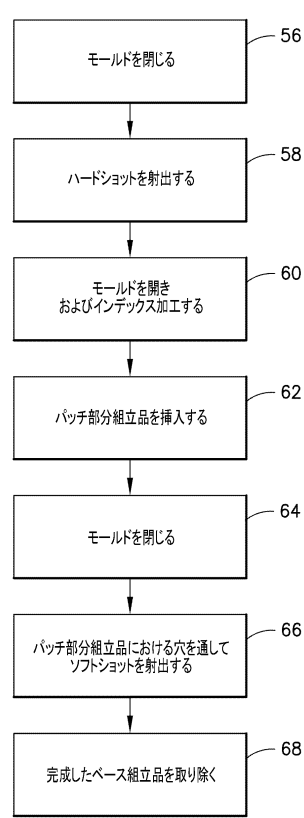 モールドを閉じる
56
ハードショットを射出する
58
モールドを開き
およびインデックス加工する
60
パッチ部分組立品を挿入する
62
モールドを閉じる
64
パッチ部分組立品における穴を通して
ソフトショットを射出する
66
完成したベース組立品を取り除く
68